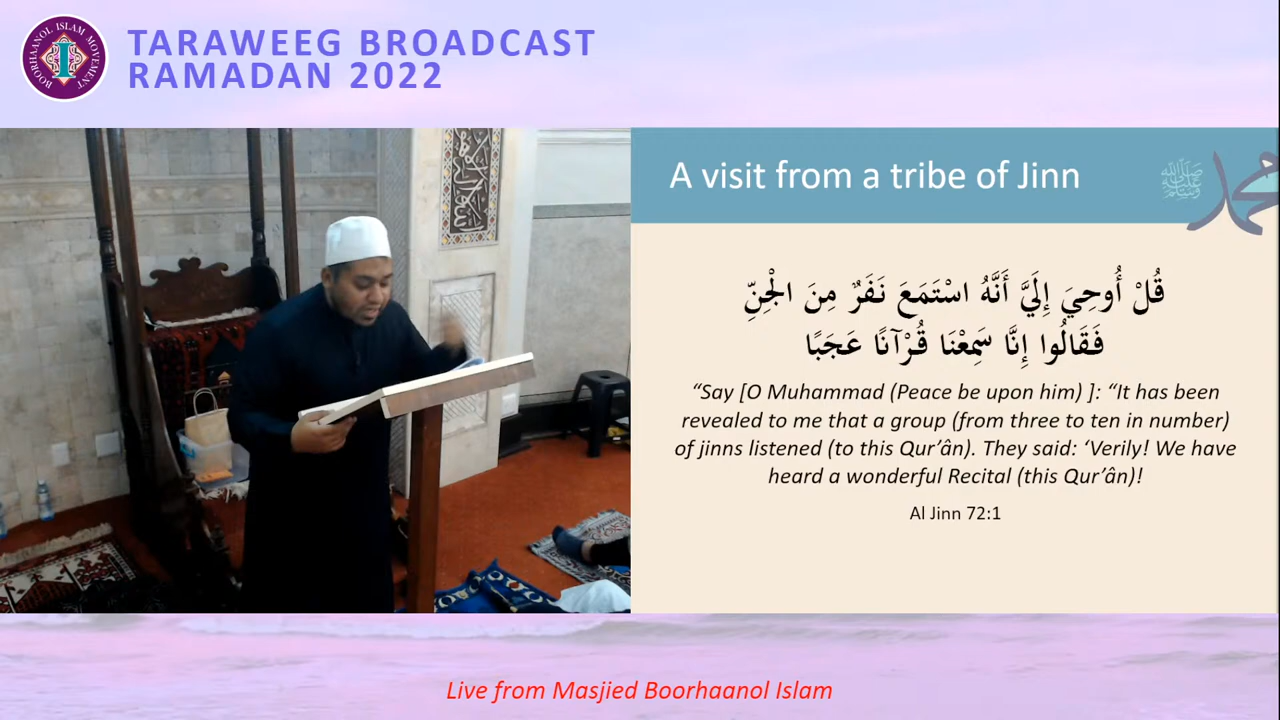 BOORHAANOL ISLAM MOVEMENT
TARAWEEG BROADCAST
RAMADAN 2022
A visit from a tribe of Jinn
قُلْ أُوحِيَ إِلَيَّ أَنَّهُ اسْتَمَعَ نَفَرٌ مِنَ الْجِنِّ
فَقَالُوا إِنَّا سَمِعْنَا قُرْآنًا عَجَبًا
“Say [O Muhammad (Peace be upon him) ]: “It has been
revealed to me that a group (from three to ten in number)
of jinns listened (to this Qur’ân). They said: ‘Verily! We have
heard a wonderful Recital (this Qur’ân)!
Al Jinn 72:1
Live from Masjied Boorhaanol Islam